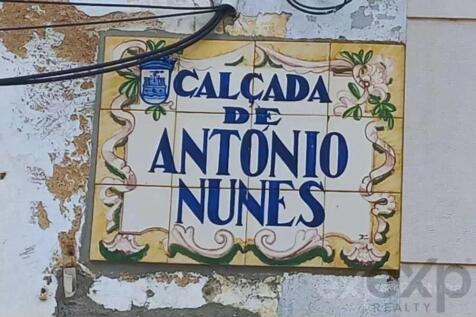 CALÇADA
DE
ANTÓNIO
NUNES
exp
REALTY